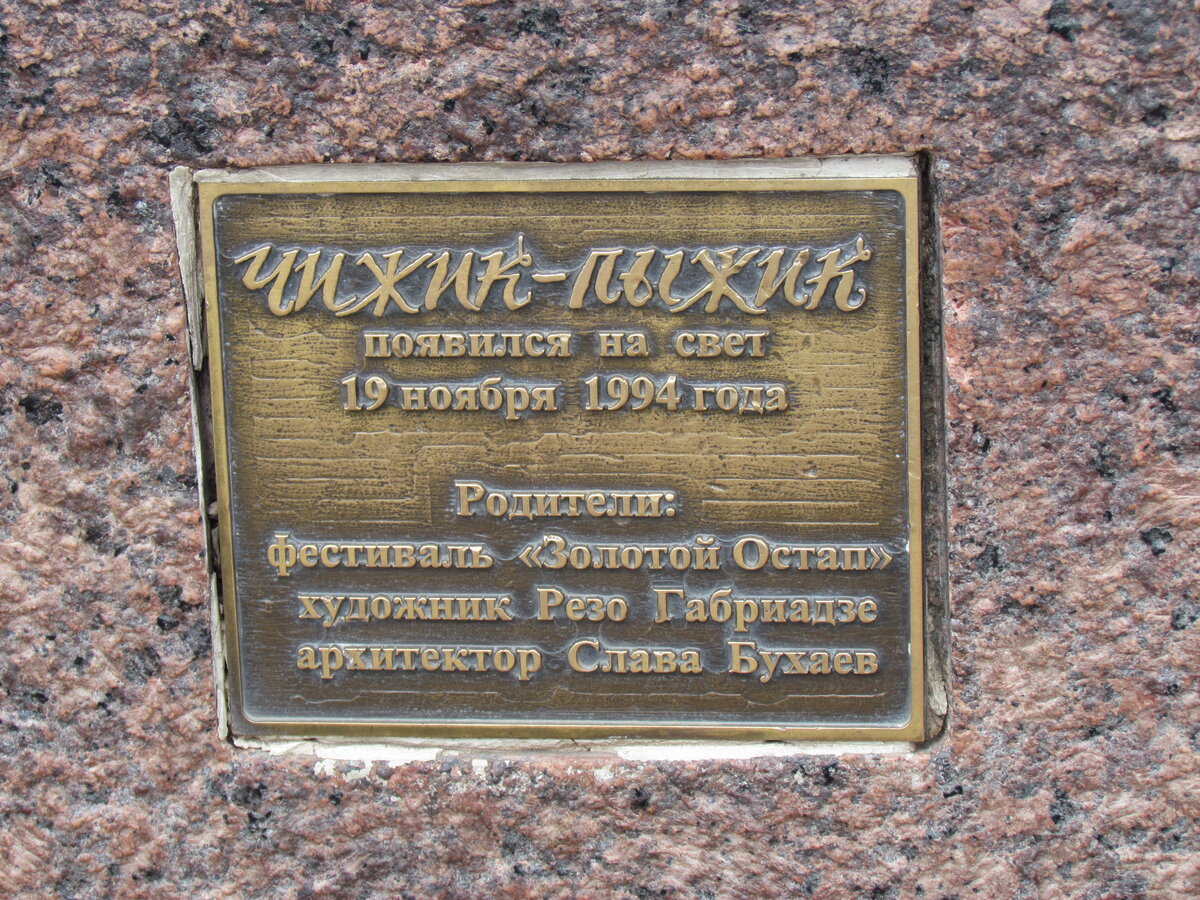 чижик-пыжик
появился на свет
19 ноября 1994 года
Родители:
фестиваль «Золотой Остап»
художник Резо Габриадзе
архитектор Слава Бухаев